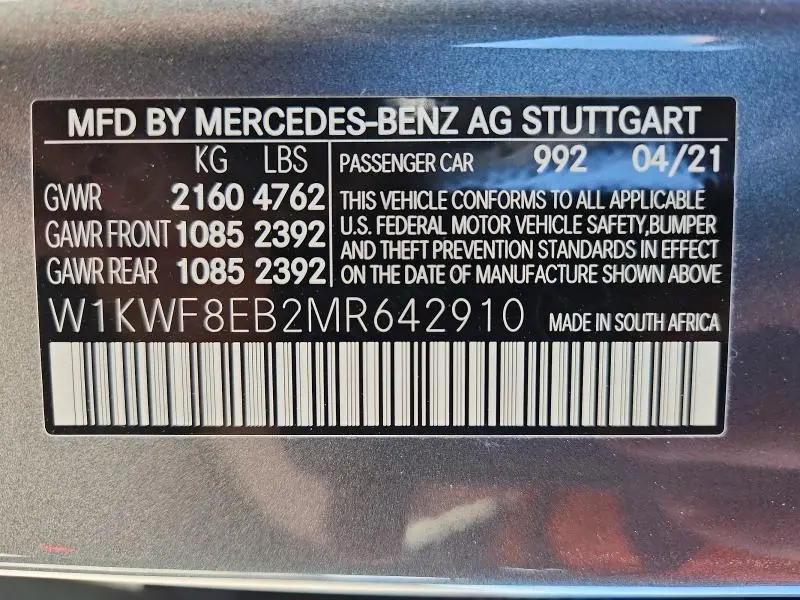 MFD BY MERCEDES-BENZ AG STUTTGART
KG LBS
GVWR 2160 4762
GAWR FRONT 1085 2392
GAWR REAR 1085 2392
PASSENGER CAR 992 04/21
THIS VEHICLE CONFORMS TO ALL APPLICABLE
U.S. FEDERAL MOTOR VEHICLE SAFETY,BUMPER
AND THEFT PREVENTION STANDARDS IN EFFECT
ON THE DATE OF MANUFACTURE SHOWN ABOVE
W1KWF8EB2MR642910 MADE IN SOUTH AFRICA